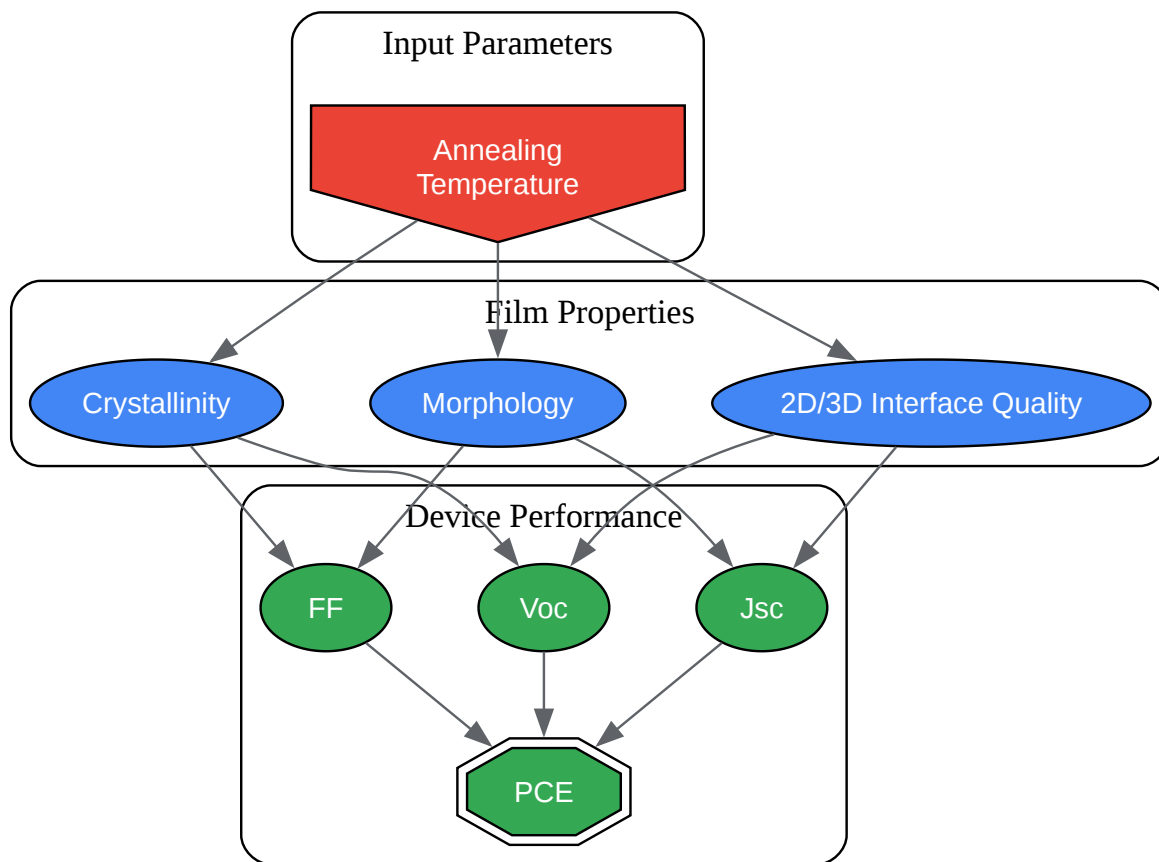 Input Parameters
Annealing
Temperature
Film Properties
Crystallinity
Morphology
2D/3D Interface Quality
Device Performance
FF
Voc
Jsc
PCE